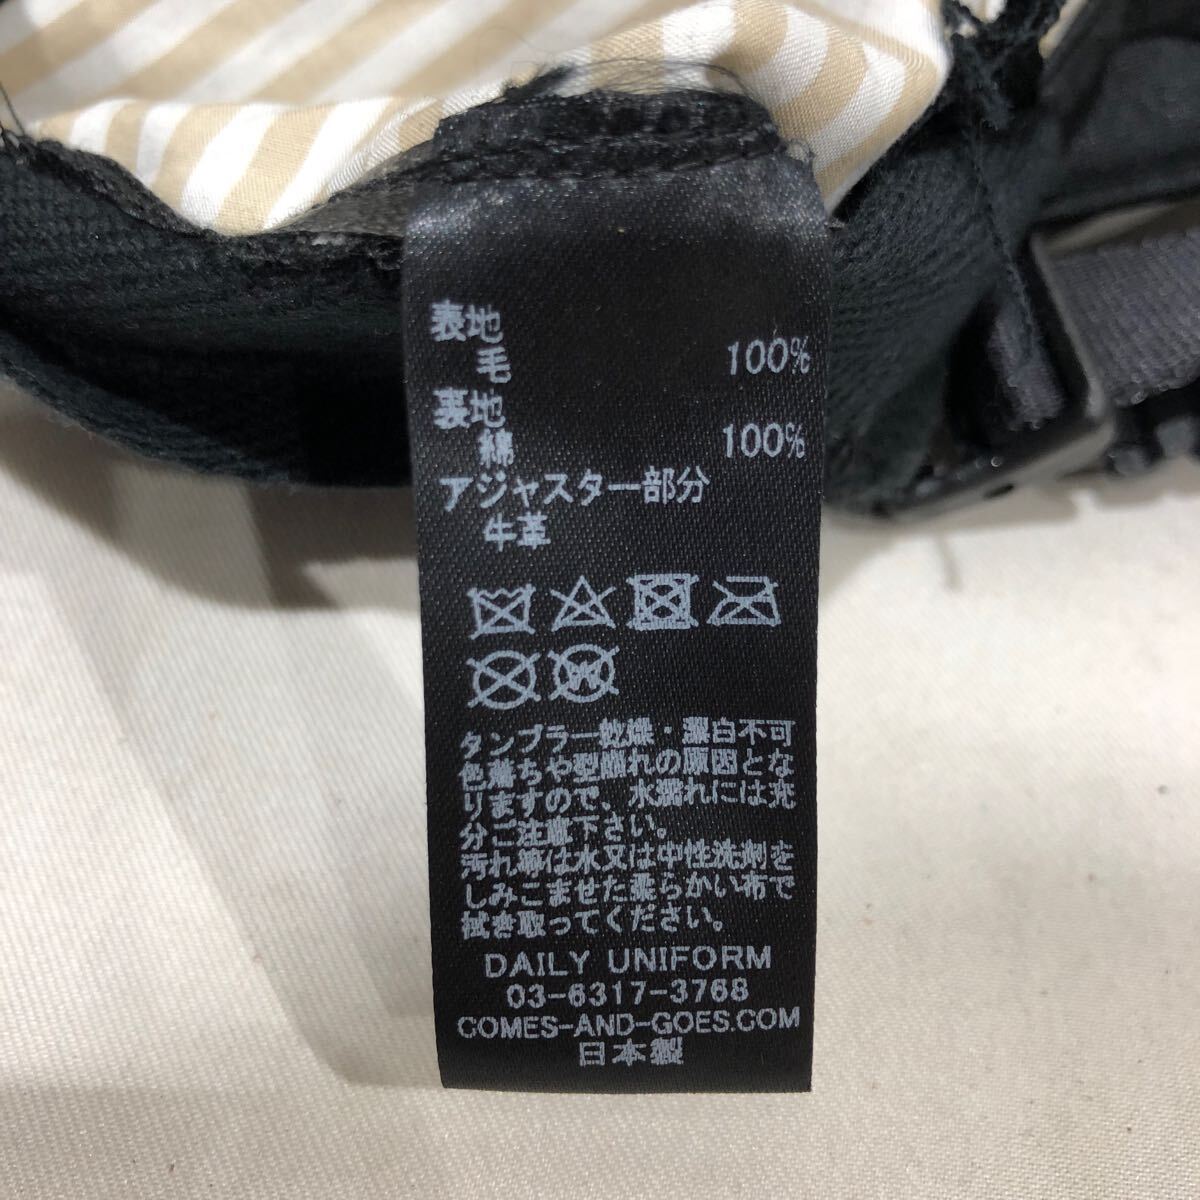 表地
毛 100%
裏地
綿 100%
アジャスター部分
牛革
タンブラー乾燥・漂白不可
色落ちや型崩れの原因とな
りますので、水濡れには充
分ご注意下さい。
汚れ等は水又は中性洗剤を
しみこませた柔らかい布で
拭き取ってください。
DAILY UNIFORM
03-6317-3768
COMES-AND-GOES.COM
日本製